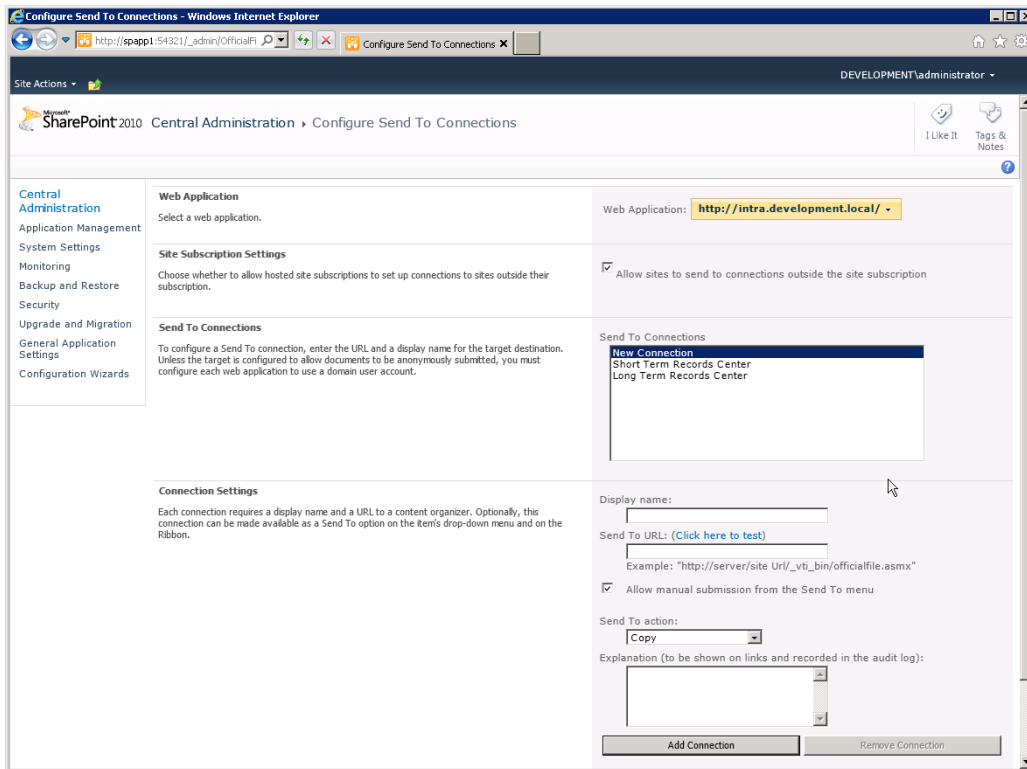 Configure Send To Connections - Windows Internet Explorer
http://spapp1:54321/_admin/OfficialFi
Configure Send To Connections
DEVELOPMENT\administrator
Site Actions
Microsoft SharePoint 2010
Central Administration
Configure Send To Connections
I Like It
Tags & Notes
Central
Administration
Application Management
System Settings
Monitoring
Backup and Restore
Security
Upgrade and Migration
General Application
Settings
Configuration Wizards
Web Application
Select a web application.
Web Application: http://intra.development.local/
Site Subscription Settings
Choose whether to allow hosted site subscriptions to set up connections to sites outside their
subscription.
Allow sites to send to connections outside the site subscription
Send To Connections
To configure a Send To connection, enter the URL and a display name for the target destination.
Unless the target is configured to allow documents to be anonymously submitted, you must
configure each web application to use a domain user account.
Send To Connections
New Connection
Short Term Records Center
Long Term Records Center
Connection Settings
Each connection requires a display name and a URL to a content organizer. Optionally, this
connection can be made available as a Send To option on the item's drop-down menu and on the
Ribbon.
Display name:
Send To URL: (Click here to test)
Example: "http://server/site Url/_vti_bin/officialfile.asmx"
Allow manual submission from the Send To menu
Send To action:
Copy
Explanation (to be shown on links and recorded in the audit log):
Add Connection
Remove Connection